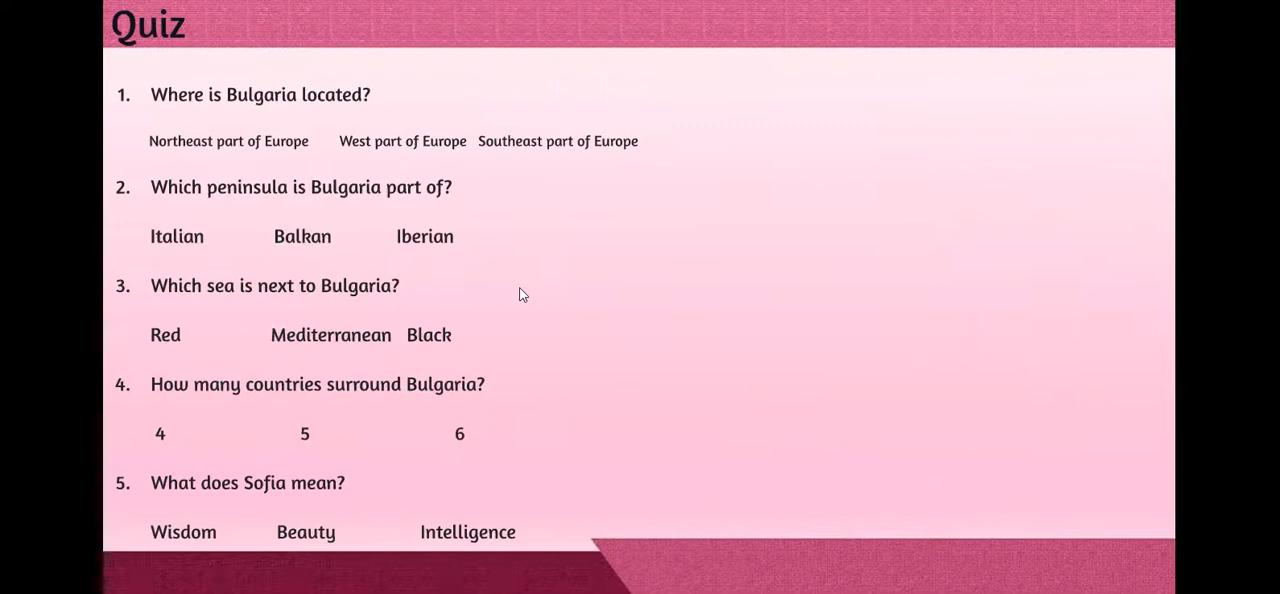 Quiz
1. Where is Bulgaria located?
Northeast part of Europe West part of Europe Southeast part of Europe
2. Which peninsula is Bulgaria part of?
Italian Balkan Iberian
3. Which sea is next to Bulgaria?
Red Mediterranean Black
4. How many countries surround Bulgaria?
4 5 6
5. What does Sofia mean?
Wisdom Beauty Intelligence